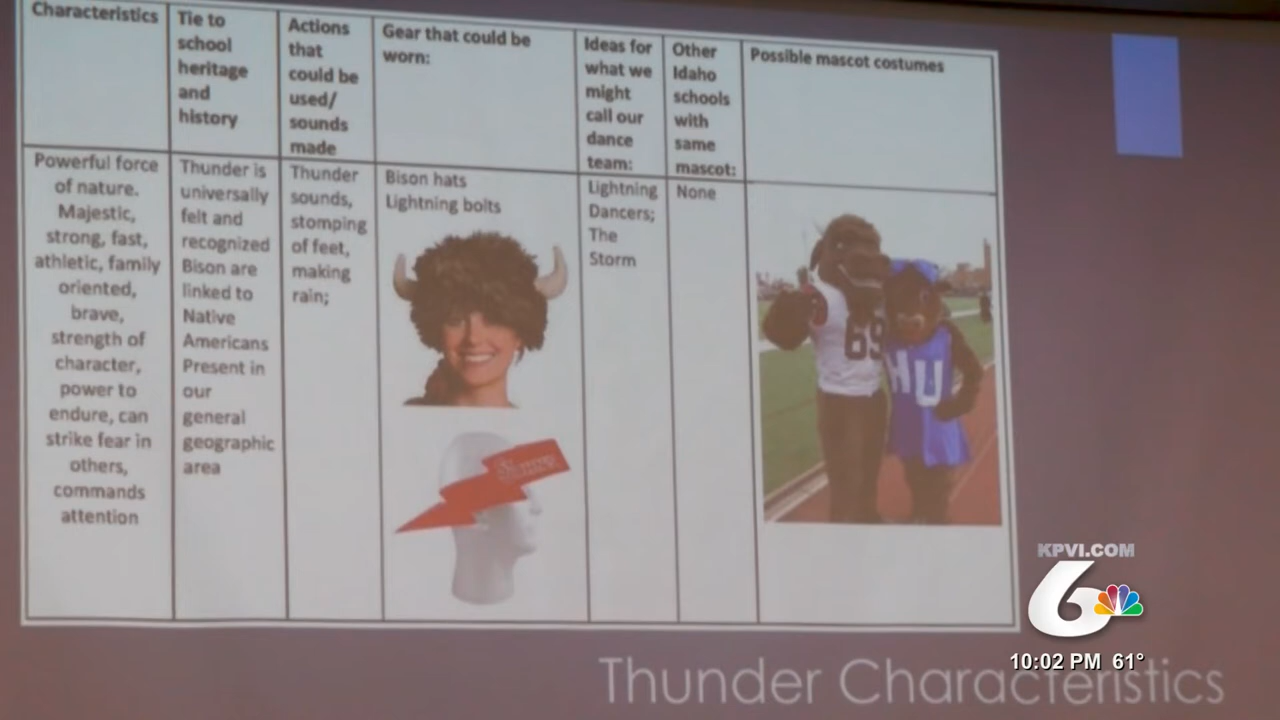 Characteristics
Tie to
school
heritage
and
history
Actions
that
could be
used/
sounds
made
Gear that could be
worn:
Ideas for
what we
might
call our
dance
team:
Other
Idaho
schools
with
same
mascot:
Possible mascot costumes
Powerful force
of nature.
Majestic,
strong, fast,
athletic, family
oriented,
brave,
strength of
character,
power to
endure, can
strike fear in
others,
commands
attention
Thunder is
universally
felt and
recognized
Bison are
linked to
Native
Americans
Present in
our
general
geographic
area
Thunder
sounds,
stomping
of feet,
making
rain;
Bison hats
Lightning bolts
Lightning
Dancers;
The
Storm
None
69
HU
KPVI.COM
6
10:02 PM 61°
Thunder Characteristics